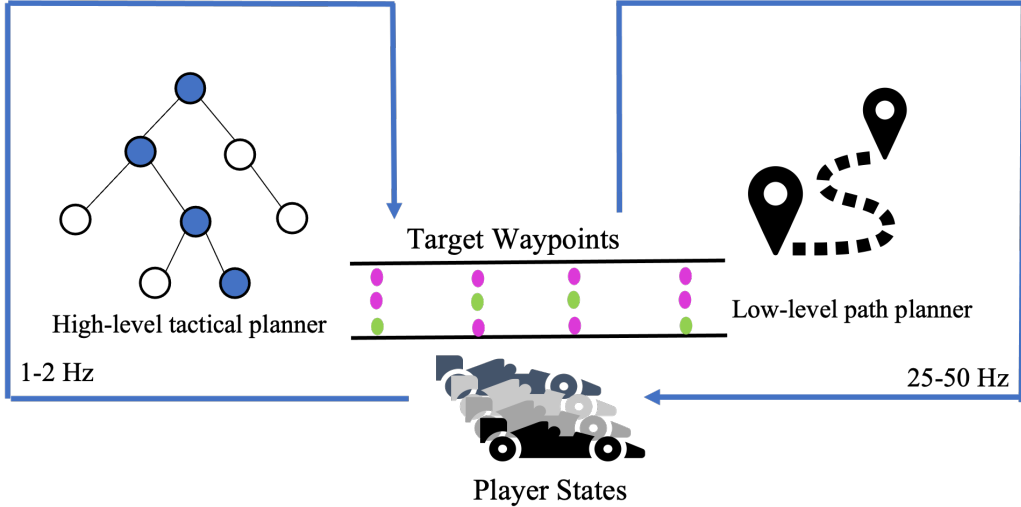 Target Waypoints
High-level tactical planner
Low-level path planner
1-2 Hz
25-50 Hz
Player States